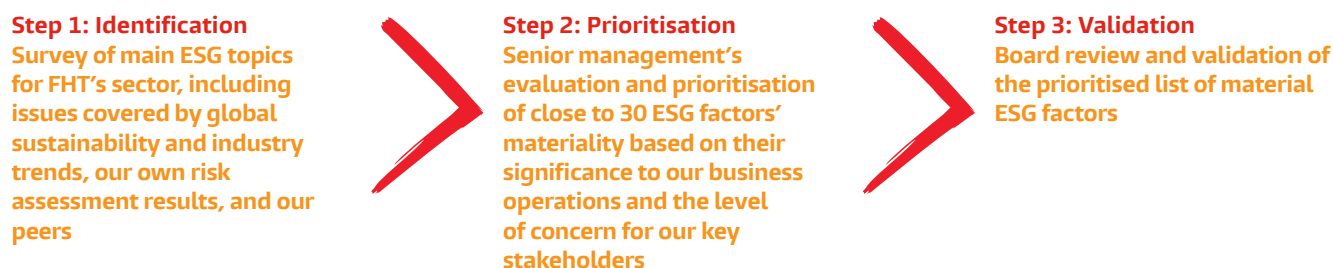 Step 1: Identification
Survey of main ESG topics
for FHT’s sector, including
issues covered by global
sustainability and industry
trends, our own risk
assessment results, and our
peers
Step 2: Prioritisation
Senior management’s
evaluation and prioritisation
of close to 30 ESG factors’
materiality based on their
significance to our business
operations and the level
of concern for our key
stakeholders
Step 3: Validation
Board review and validation of
the prioritised list of material
ESG factors